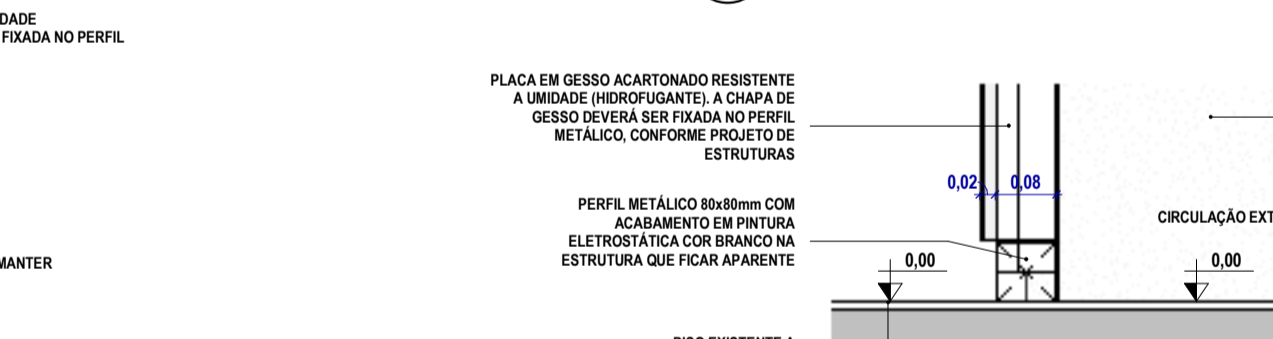 DADE
FIXADA NO PERFIL
MANTER
PLACA EM GESSO ACARTONADO RESISTENTE
A UMIDADE (HIDROFUGANTE). A CHAPA DE
GESSO DEVERÁ SER FIXADA NO PERFIL
METÁLICO, CONFORME PROJETO DE
ESTRUTURAS
PERFIL METÁLICO 80x80mm COM
ACABAMENTO EM PINTURA
ELETROSTÁTICA COR BRANCO NA
ESTRUTURA QUE FICAR APARENTE
0,02
0,08
CIRCULAÇÃO EXT
0,00
0,00